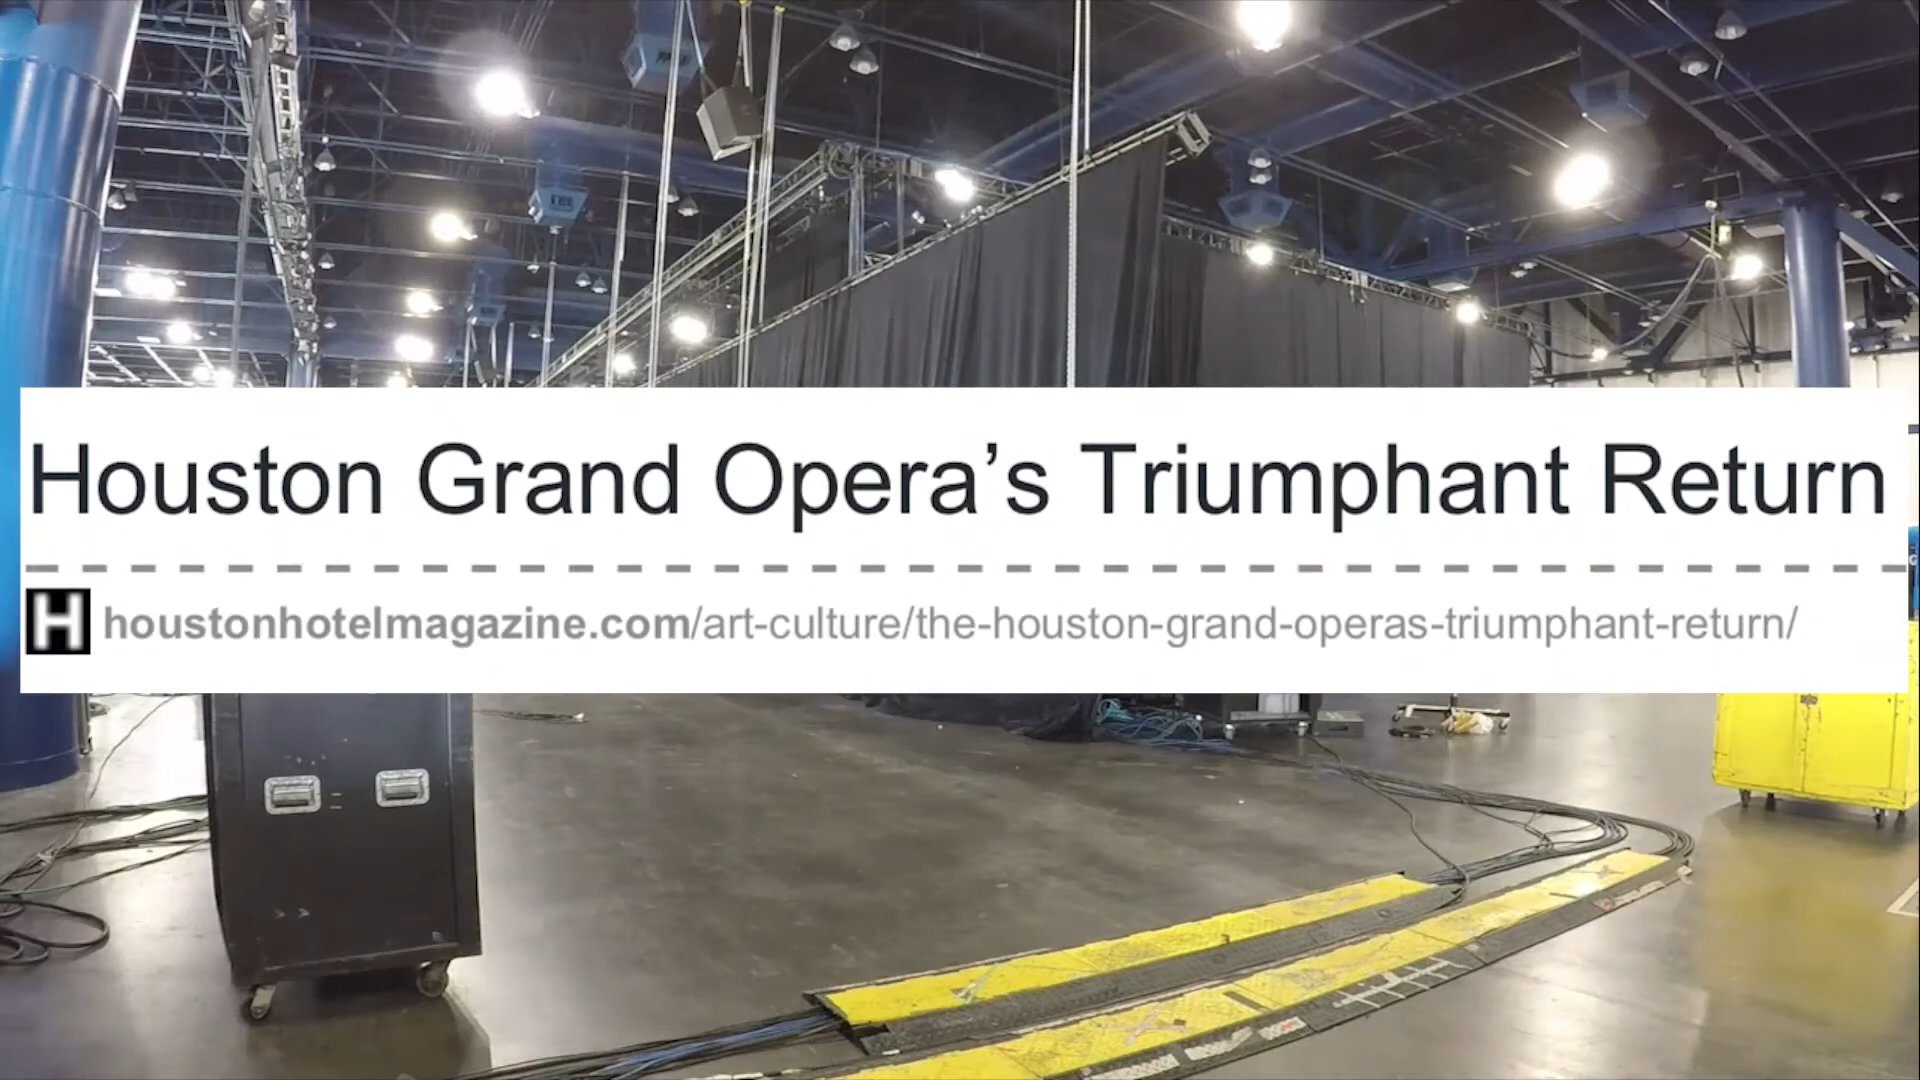 Houston Grand Opera’s Triumphant Return
H houstonhotelmagazine.com/art-culture/the-houston-grand-operas-triumphant-return/